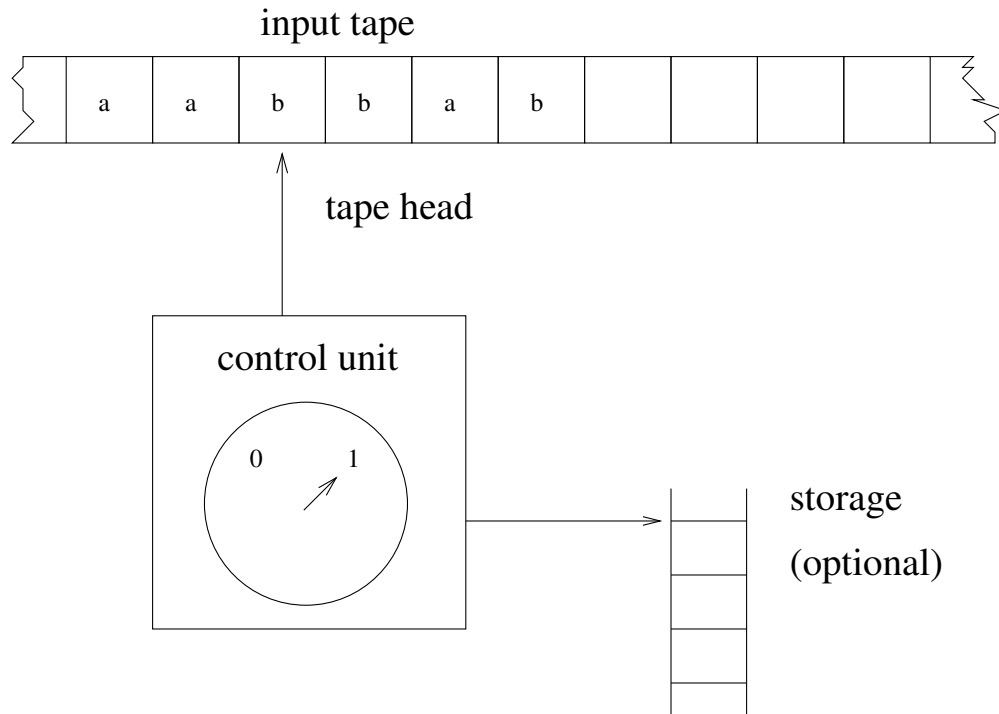 input tape
a a b b a b
tape head
control unit
0 1
storage
(optional)